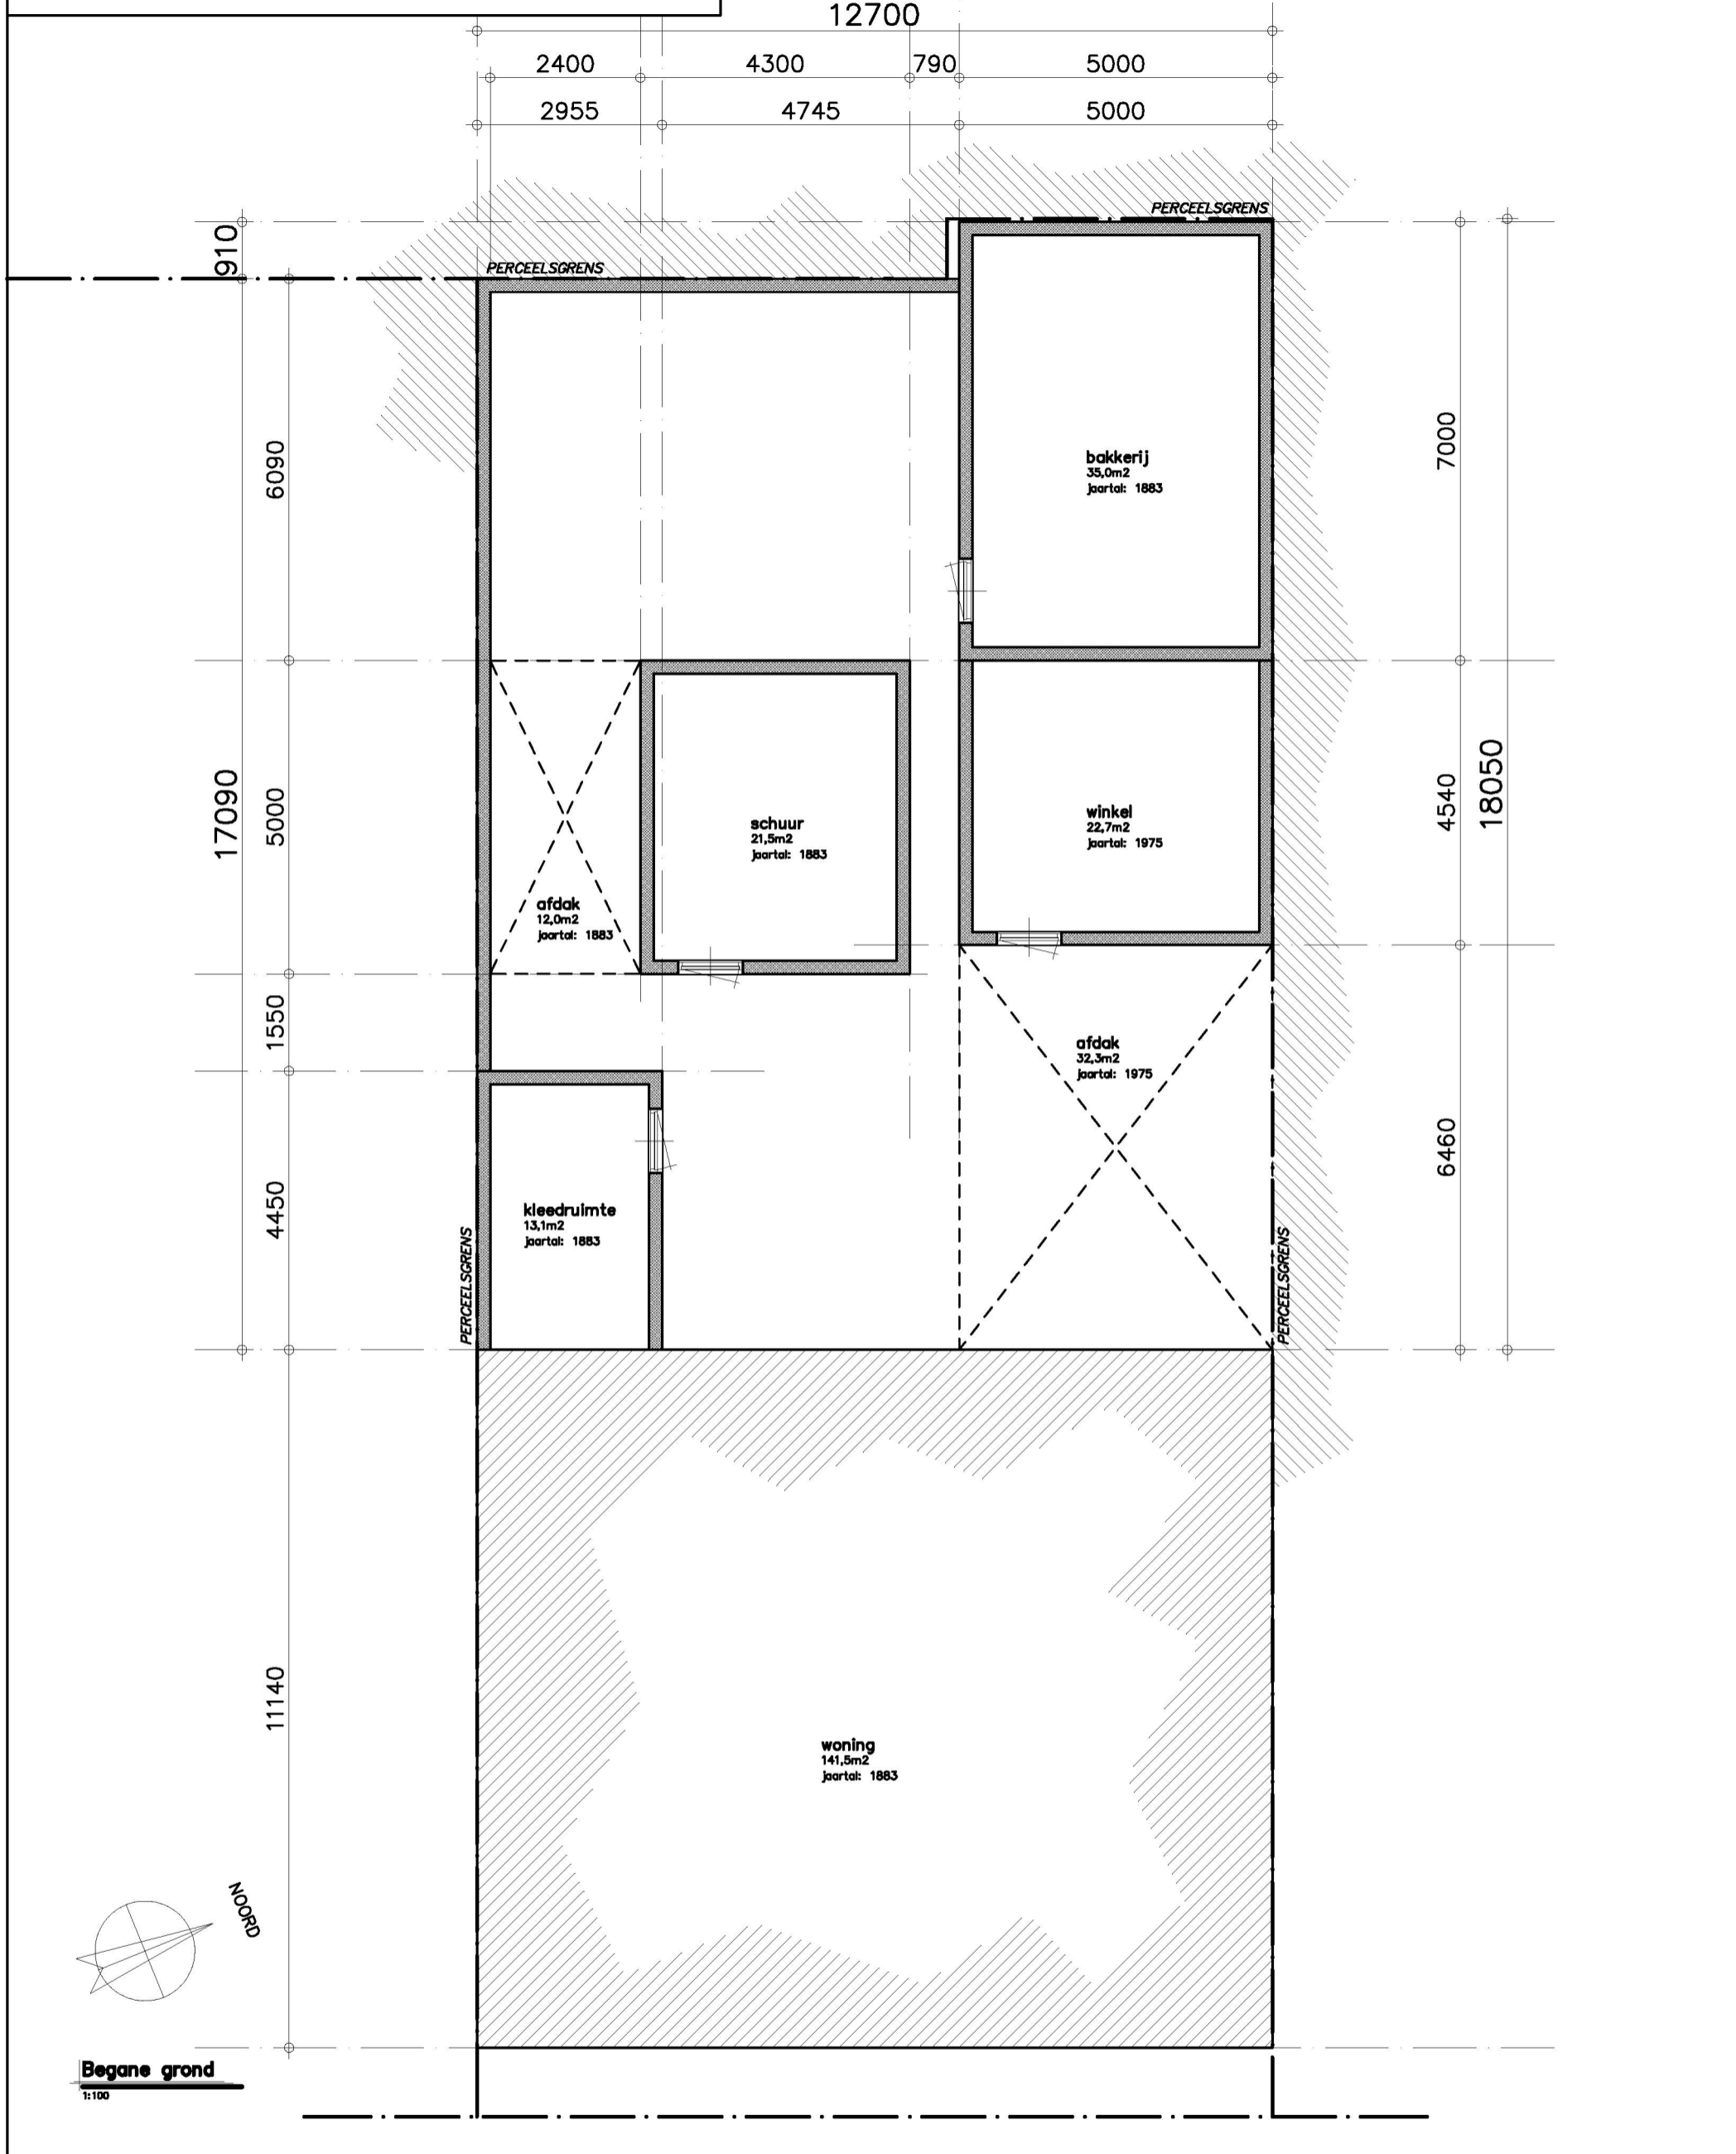 12700
2400 4300 790 5000
2955 4745 5000
PERCEELSGRENS
PERCEELSGRENS
910
6090
7000
bakkerij
35,0m2
jaartal: 1883
17090
5000
4540
18050
schuur
21,5m2
jaartal: 1883
winkel
22,7m2
jaartal: 1975
afdak
12,0m2
jaartal: 1883
1550
afdak
32,3m2
jaartal: 1975
6460
4450
kleedruimte
13,1m2
jaartal: 1883
PERCEELSGRENS
PERCEELSGRENS
11140
woning
141,5m2
jaartal: 1883
NOORD
Begane grond
1:100